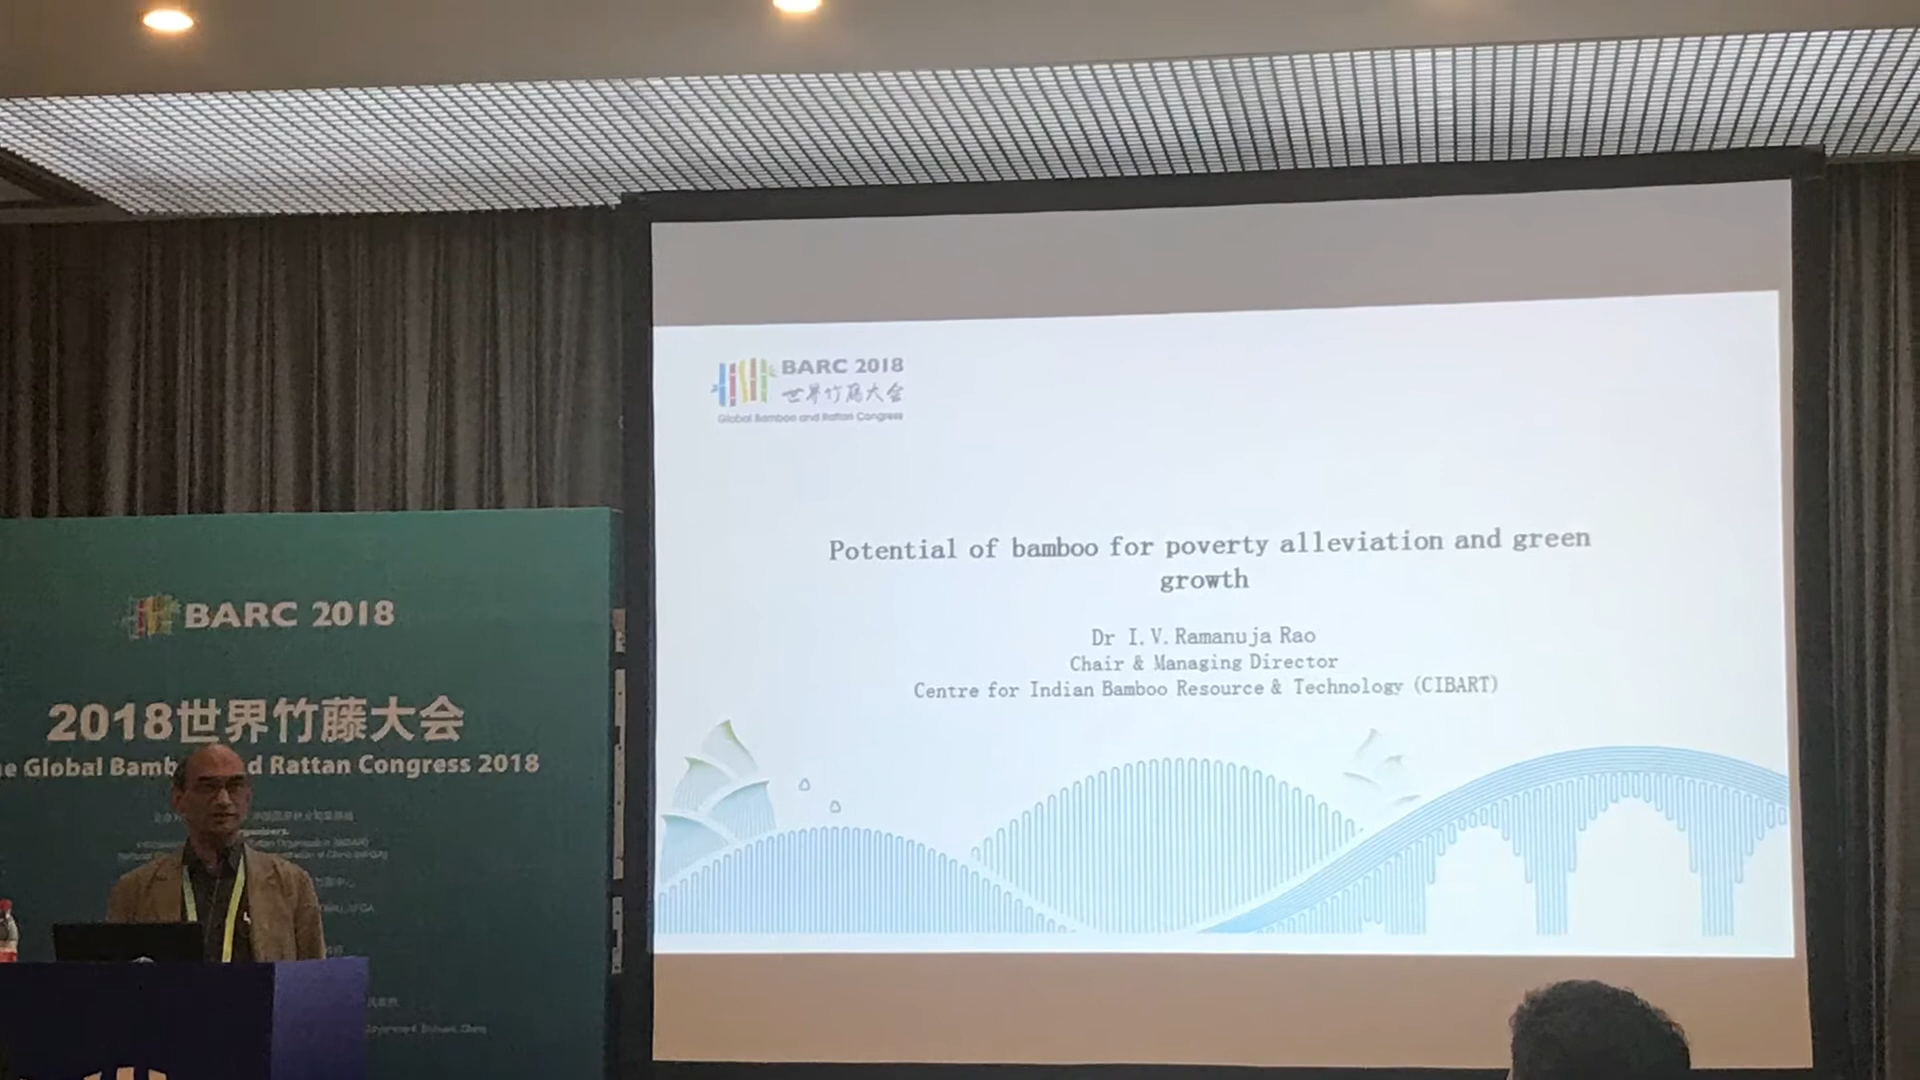 BARC 2018
世界竹藤大会
Global Bamboo and Rattan Congress
Potential of bamboo for poverty alleviation and green
growth
Dr I.V.Ramanuja Rao
Chair & Managing Director
Centre for Indian Bamboo Resource & Technology (CIBART)
BARC 2018
2018世界竹藤大会
Global Bamb d Rattan Congress 2018